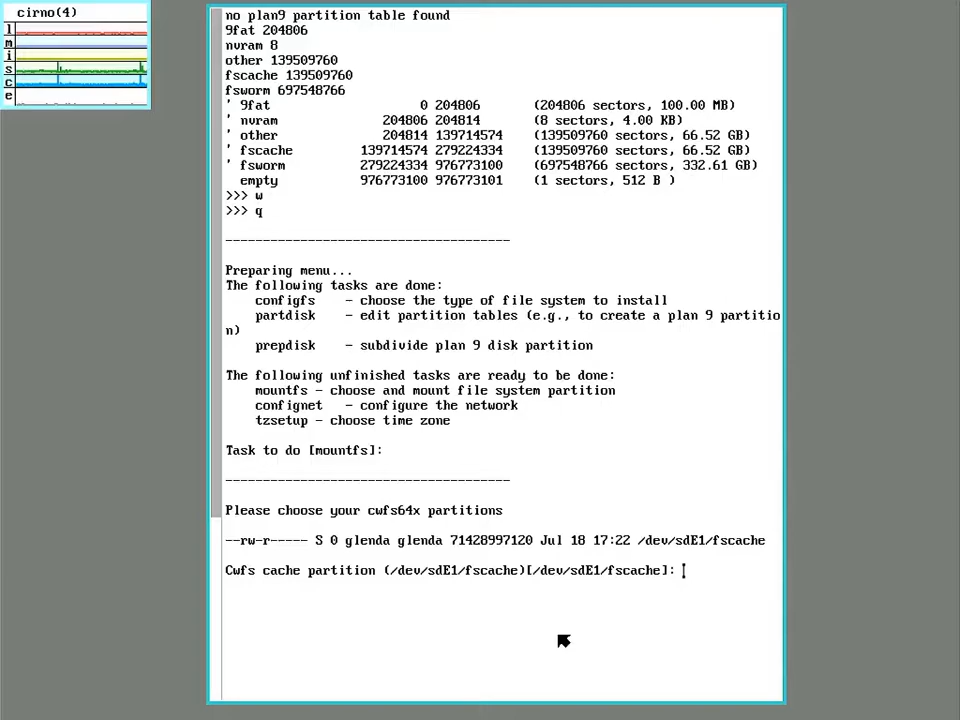 cirno(4)
l
m
i
s
c
e
no plan9 partition table found
9fat 204806
nvram 8
other 139509760
fscache 139509760
fsworm 697548766
' 9fat 0 204806 (204806 sectors, 100.00 MB)
' nvram 204806 204814 (8 sectors, 4.00 KB)
' other 204814 139714574 (139509760 sectors, 66.52 GB)
' fscache 139714574 279224334 (139509760 sectors, 66.52 GB)
' fsworm 279224334 976773100 (697548766 sectors, 332.61 GB)
empty 976773100 976773101 (1 sectors, 512 B )
>>> w
>>> q
--------------------------------------
Preparing menu...
The following tasks are done:
configfs - choose the type of file system to install
partdisk - edit partition tables (e.g., to create a plan 9 partitio
n)
prepdisk - subdivide plan 9 disk partition
The following unfinished tasks are ready to be done:
mountfs - choose and mount file system partition
confignet - configure the network
tzsetup - choose time zone
Task to do [mountfs]:
--------------------------------------
Please choose your cwfs64x partitions
--rw-r----- S 0 glenda glenda 71428997120 Jul 18 17:22 /dev/sdE1/fscache
Cwfs cache partition (/dev/sdE1/fscache)[/dev/sdE1/fscache]: